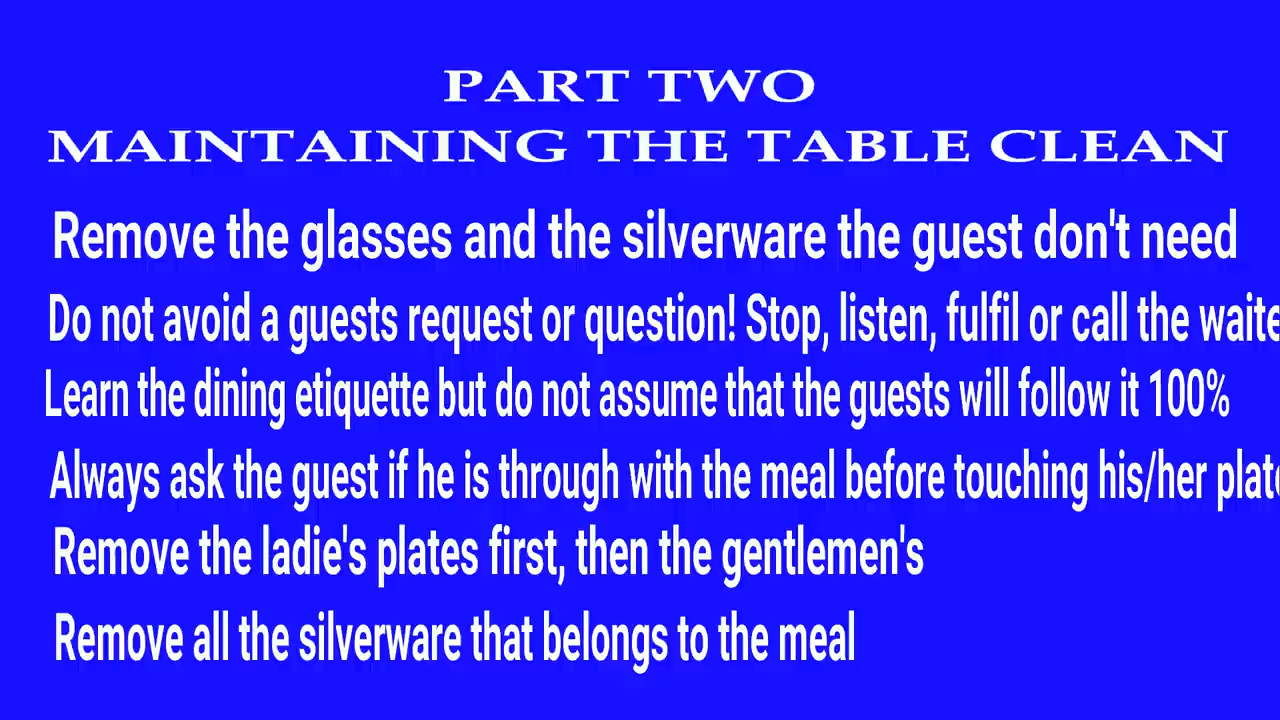 PART TWO
MAINTAINING THE TABLE CLEAN
Remove the glasses and the silverware the guest don't need
Do not avoid a guests request or question! Stop, listen, fulfil or call the waite
Learn the dining etiquette but do not assume that the guests will follow it 100%
Always ask the guest if he is through with the meal before touching his/her plate
Remove the ladie's plates first, then the gentlemen's
Remove all the silverware that belongs to the meal